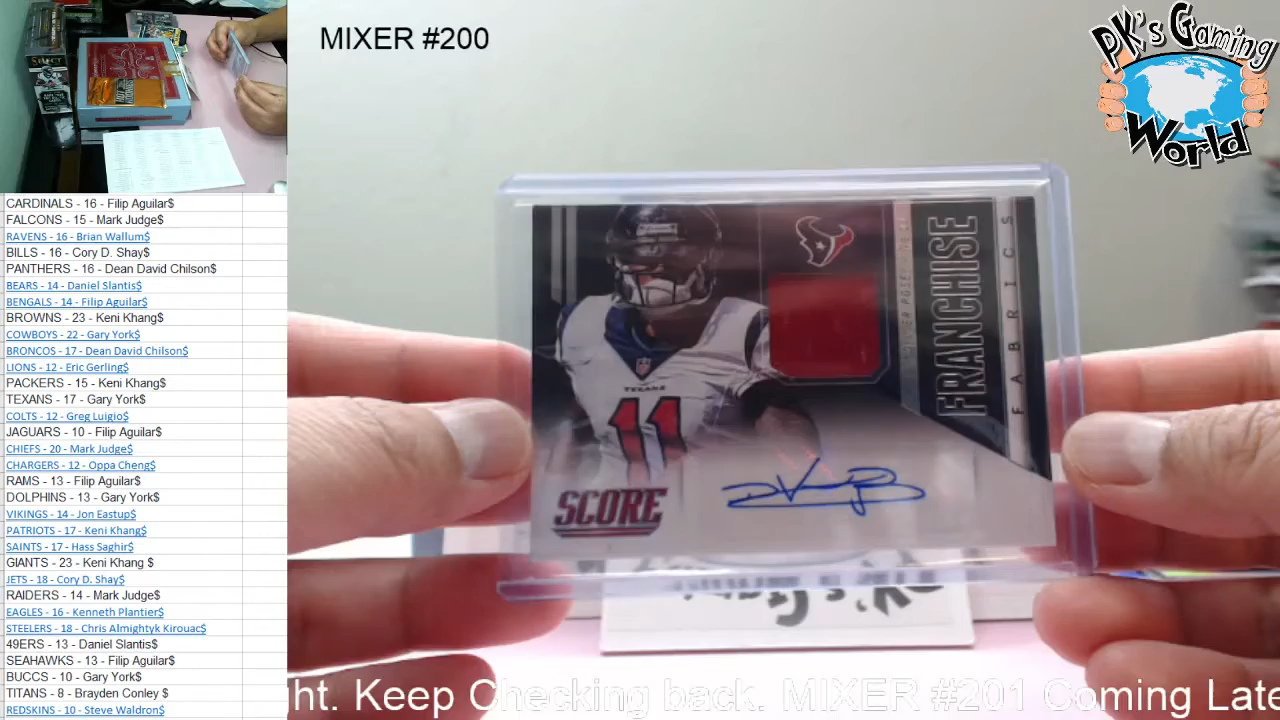 MIXER #200
PK's Gaming
World
CARDINALS - 16 - Filip Aguilar$
FALCONS - 15 - Mark Judge$
RAVENS - 16 - Brian Wallum$
BILLS - 16 - Cory D. Shay$
PANTHERS - 16 - Dean David Chilson$
BEARS - 14 - Daniel Slantis$
BENGALS - 14 - Filip Aguilar$
BROWNS - 23 - Keni Khang$
COWBOYS - 22 - Gary York$
BRONCOS - 17 - Dean David Chilson$
LIONS - 12 - Eric Gerling$
PACKERS - 15 - Keni Khang$
TEXANS - 17 - Gary York$
COLTS - 12 - Greg Luigio$
JAGUARS - 10 - Filip Aguilar$
CHIEFS - 20 - Mark Judge$
CHARGERS - 12 - Oppa Cheng$
RAMS - 13 - Filip Aguilar$
DOLPHINS - 13 - Gary York$
VIKINGS - 14 - Jon Eastup$
PATRIOTS - 17 - Keni Khang$
SAINTS - 17 - Hass Saghir$
GIANTS - 23 - Keni Khang $
JETS - 18 - Cory D. Shay$
RAIDERS - 14 - Mark Judge$
EAGLES - 16 - Kenneth Plantier$
STEELERS - 18 - Chris Almightyk Kirouac$
49ERS - 13 - Daniel Slantis$
SEAHAWKS - 13 - Filip Aguilar$
BUCCS - 10 - Gary York$
TITANS - 8 - Brayden Conley $
REDSKINS - 10 - Steve Waldron$
FRANCHISE
FABRICS
TEXANS
11
SCORE
PK's Gami
ht. Keep Checking back. MIXER #201 Coming Late